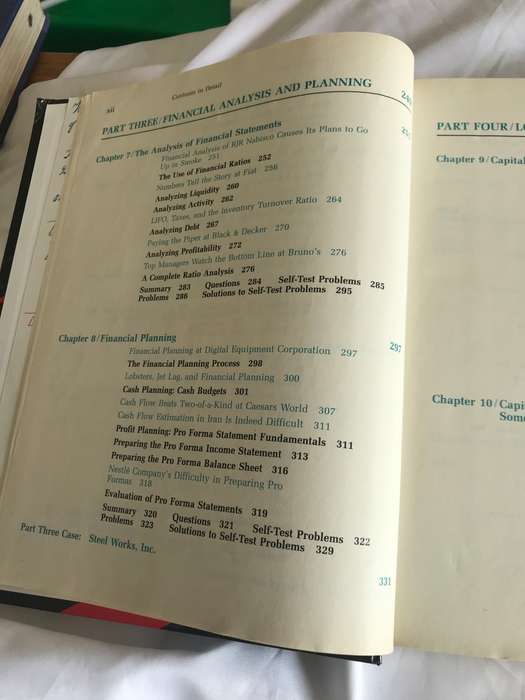 xii
Contents in Detail
PART THREE/FINANCIAL ANALYSIS AND PLANNING
Chapter 7/The Analysis of Financial Statements
Financial Analysis of RJR Nabisco Causes Its Plans to Go
Up in Smoke 251
The Use of Financial Ratios 252
Numbers Tell the Story at Fiat 256
Analyzing Liquidity 260
Analyzing Activity 262
LIFO, Taxes, and the Inventory Turnover Ratio 264
Analyzing Debt 267
Paying the Piper at Black & Decker 270
Analyzing Profitability 272
Top Managers Watch the Bottom Line at Bruno's 276
A Complete Ratio Analysis 276
Summary 283 Questions 284 Self-Test Problems 285
Problems 286 Solutions to Self-Test Problems 295
Chapter 8/Financial Planning 297
Financial Planning at Digital Equipment Corporation 297
The Financial Planning Process 298
Lobsters, Jet Lag, and Financial Planning 300
Cash Planning: Cash Budgets 301
Cash Flow Beats Two-of-a-Kind at Caesars World 307
Cash Flow Estimation in Iran Is Indeed Difficult 311
Profit Planning: Pro Forma Statement Fundamentals 311
Preparing the Pro Forma Income Statement 313
Preparing the Pro Forma Balance Sheet 316
Nestlé Company's Difficulty in Preparing Pro
Formas 318
Evaluation of Pro Forma Statements 319
Summary 320 Questions 321 Self-Test Problems 322
Problems 323 Solutions to Self-Test Problems 329
Part Three Case: Steel Works, Inc. 331
PART FOUR/
Chapter 9/Capital
Chapter 10/Capi
Some